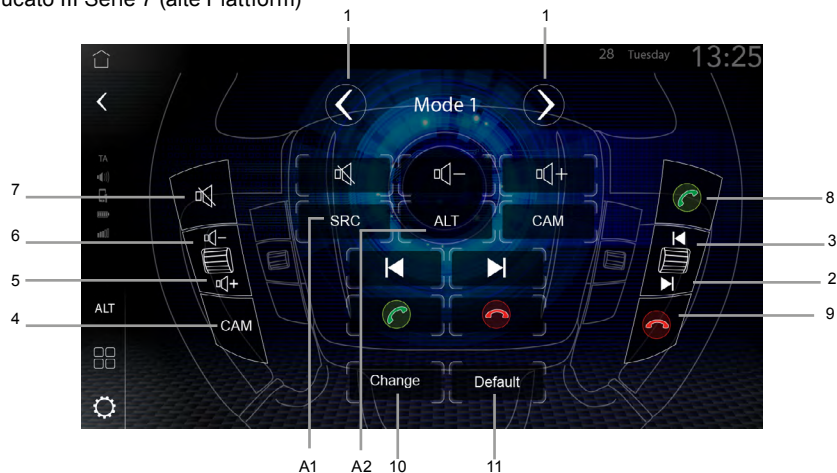 ucato III Serie 7 (alte Plattform)
1 1
28 Tuesday 13:25
Mode 1
TA
7
8
SRC ALT CAM
6
3
5
2
4
ALT
CAM
9
Change Default
A1 A2 10 11